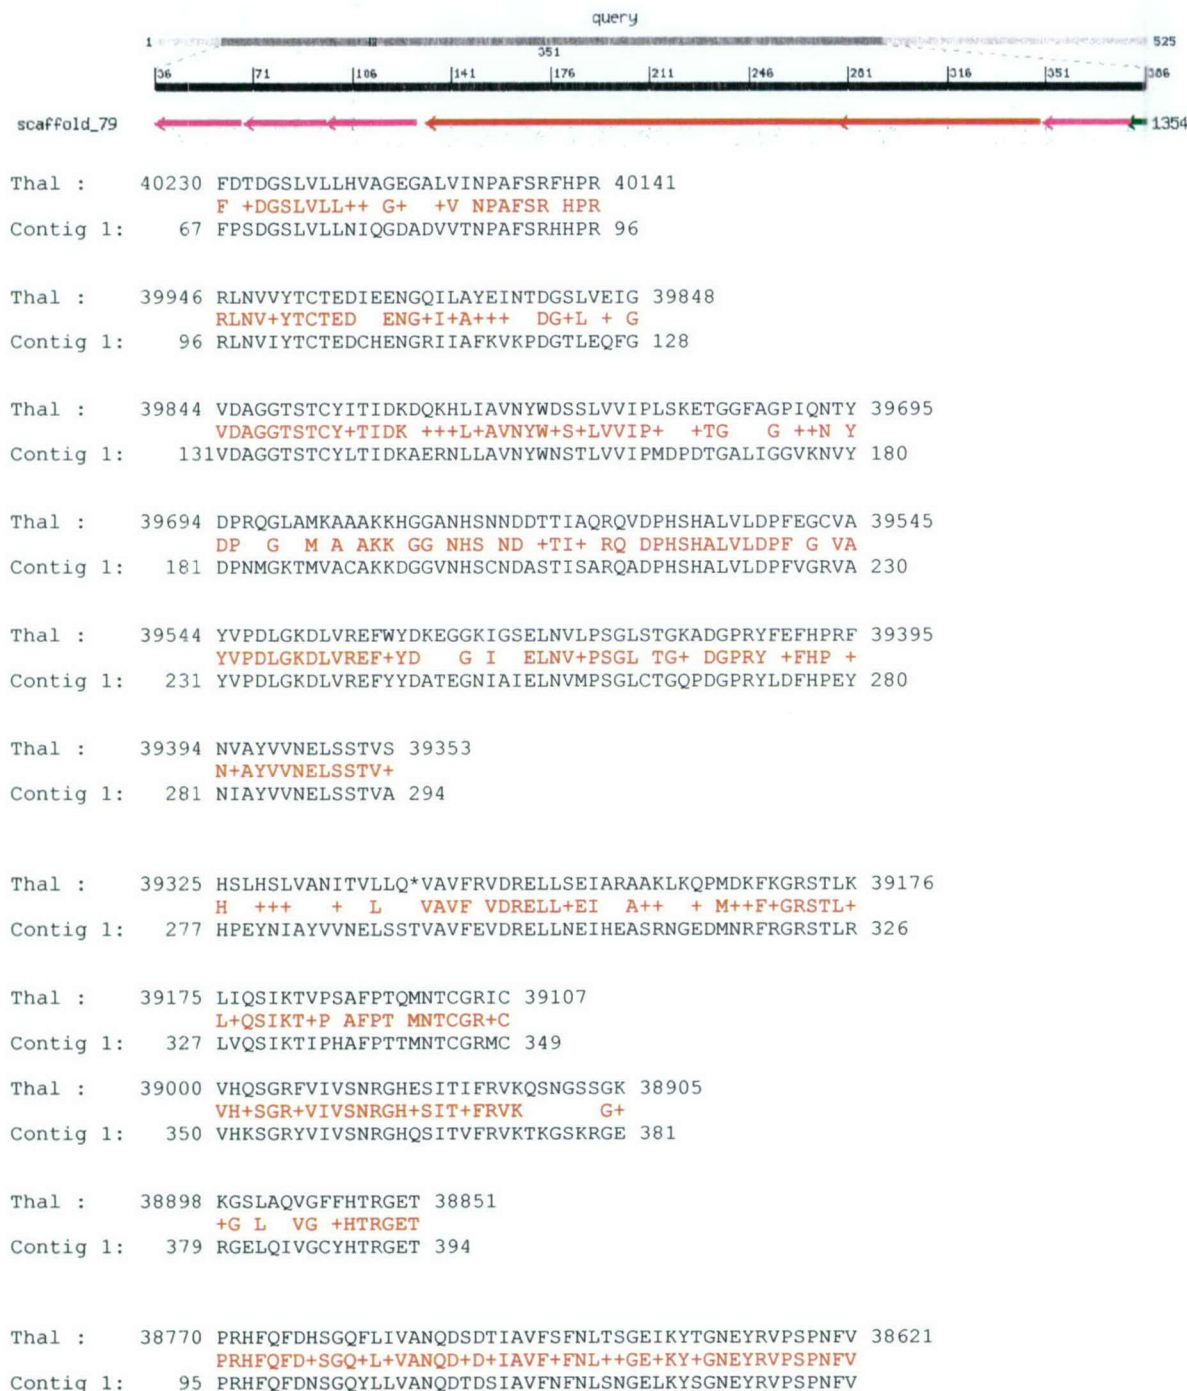 query
1 525
351
36 71 106 141 176 211 246 281 316 351 386
scaffold_79 1354
Thal : 40230 FDTDGSLVLLHVAGEGALVINPAFSRFHPR 40141
F +DGSLVLL++ G+ +V NPAFSR HPR
Contig 1: 67 FPSDGSLVLLNIQGDADVVTNPAFSRHHPR 96
Thal : 39946 RLNVVYTCTEDIEENGQILAYEINTDGSLVEIG 39848
RLNV+YTCTED ENG+I+A+++ DG+L + G
Contig 1: 96 RLNVIYTCTEDCHENGRIIAFKVKPDGTLEQFG 128
Thal : 39844 VDAGGTSTCYITIDKDQKHLIAVNYWDSSLVVIPLSKETGGFAGPIQNTY 39695
VDAGGTSTCY+TIDK +++L+AVNYW+S+LVVIP+ +TG G ++N Y
Contig 1: 131VDAGGTSTCYLTIDKAERNLLAVNYWNSTLVVIPMDPDTGALIGGVKNVY 180
Thal : 39694 DPRQGLAMKAAAKKHGGANHSNNDDTTIAQRQVDPHSHALVLDPFEGCVA 39545
DP G M A AKK GG NHS ND +TI+ RQ DPHSHALVLDPF G VA
Contig 1: 181 DPNMGKTMVACAKKDGGVNHSCNDASTISARQADPHSHALVLDPFVGRVA 230
Thal : 39544 YVPDLGKDLVREFWYDKEGGKIGSELNVLPSGLSTGKADGPRYFEFHPRF 39395
YVPDLGKDLVREF+YD G I ELNV+PSGL TG+ DGPRY +FHP +
Contig 1: 231 YVPDLGKDLVREFYYDATEGNIAIELNVMPSGLCTGQPDGPRYLDFHPEY 280
Thal : 39394 NVAYVVNELSSTVS 39353
N+AYVVNELSSTV+
Contig 1: 281 NIAYVVNELSSTVA 294
Thal : 39325 HSLHSLVANITVLLQ*VAVFRVDRELLSEIARAAKLKQPMDKFKGRSTLK 39176
H +++ + L VAVF VDRELL+EI A++ + M++F+GRSTL+
Contig 1: 277 HPEYNIAYVVNELSSTVAVFEVDRELLNEIHEASRNGEDMNRFRGRSTLR 326
Thal : 39175 LIQSIKTVPSAFPTQMNTCGRIC 39107
L+QSIKT+P AFPT MNTCGR+C
Contig 1: 327 LVQSIKTIPHAFPTTMNTCGRMC 349
Thal : 39000 VHQSGRFVIVSNRGHESITIFRVKQSNGSSGK 38905
VH+SGR+VIVSNRGH+SIT+FRVK G+
Contig 1: 350 VHKSGRYVIVSNRGHQSITVFRVKTKGSKRGE 381
Thal : 38898 KGSLAQVGFFHTRGET 38851
+G L VG +HTRGET
Contig 1: 379 RGELQIVGCYHTRGET 394
Thal : 38770 PRHFQFDHSGQFLIVANQDSDTIAVFSFNLTSGEIKYTGNEYRVPSPNFV 38621
PRHFQFD+SGQ+L+VANQD+D+IAVF+FNL++GE+KY+GNEYRVPSPNFV
Contig 1: 95 PRHFQFDNSGQYLLVANQDTDSIAVFNFNLSNGELKYSGNEYRVPSPNFV